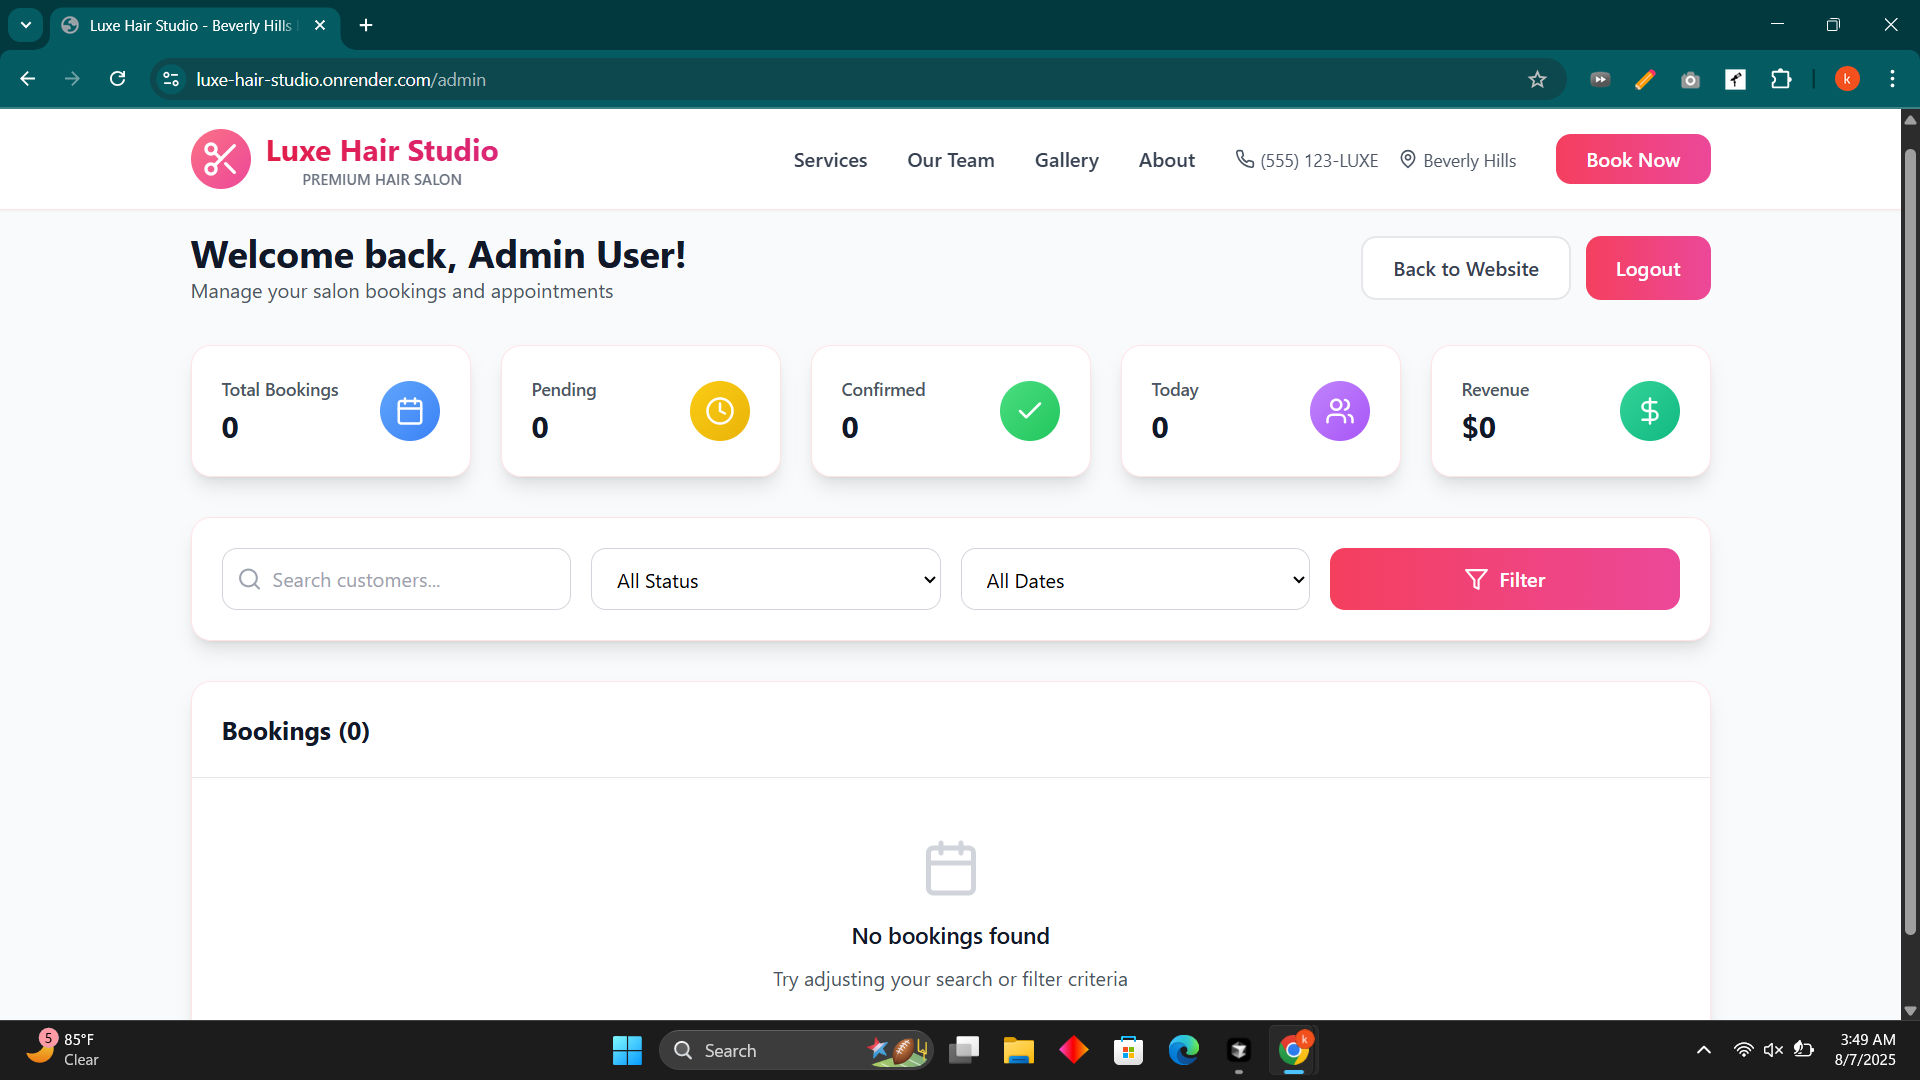 Luxe Hair Studio - Beverly Hills
luxe-hair-studio.onrender.com/admin
k
Luxe Hair Studio
PREMIUM HAIR SALON
Services
Our Team
Gallery
About
(555) 123-LUXE
Beverly Hills
Book Now
Welcome back, Admin User!
Manage your salon bookings and appointments
Back to Website
Logout
Total Bookings
0
Pending
0
Confirmed
0
Today
0
Revenue
$0
Search customers...
All Status
All Dates
Filter
Bookings (0)
No bookings found
Try adjusting your search or filter criteria
5
85°F
Clear
Search
k
3:49 AM
8/7/2025